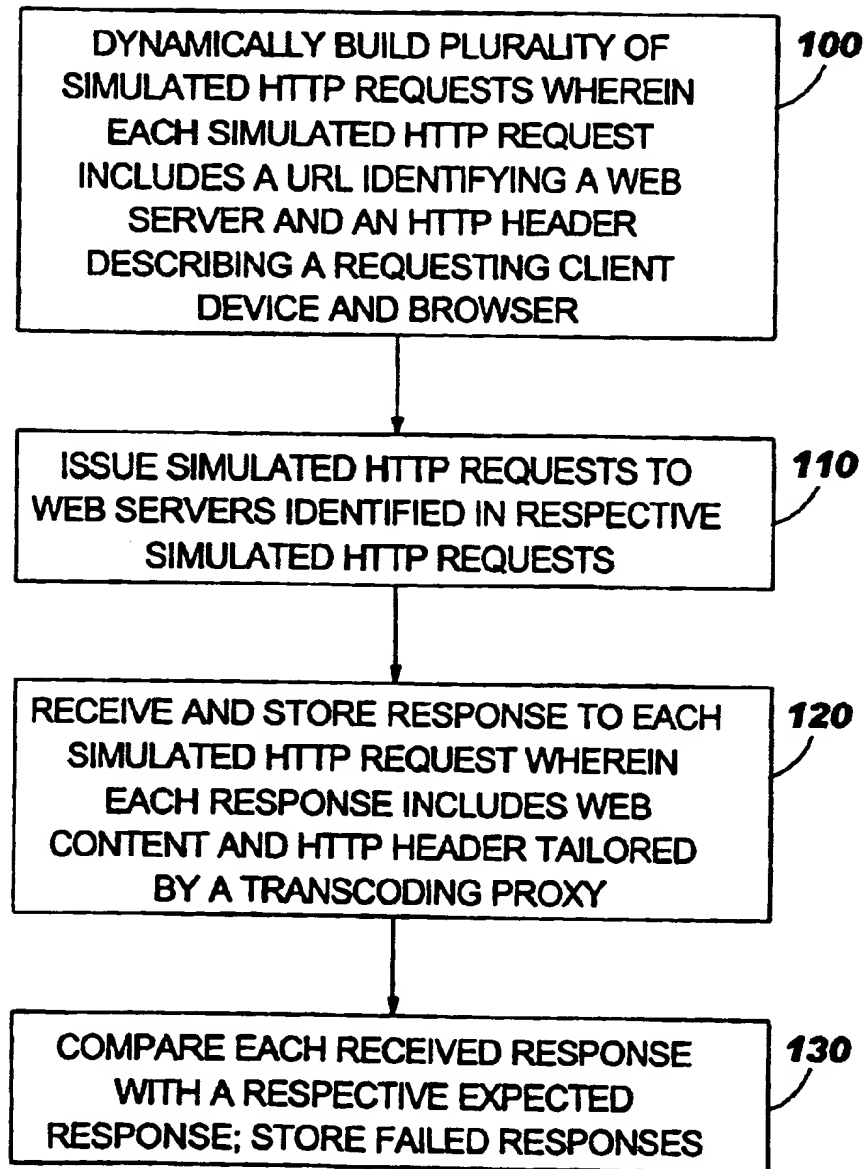 DYNAMICALLY BUILD PLURALITY OF
SIMULATED HTTP REQUESTS WHEREIN
EACH SIMULATED HTTP REQUEST
INCLUDES A URL IDENTIFYING A WEB
SERVER AND AN HTTP HEADER
DESCRIBING A REQUESTING CLIENT
DEVICE AND BROWSER
100
ISSUE SIMULATED HTTP REQUESTS TO
WEB SERVERS IDENTIFIED IN RESPECTIVE
SIMULATED HTTP REQUESTS
110
RECEIVE AND STORE RESPONSE TO EACH
SIMULATED HTTP REQUEST WHEREIN
EACH RESPONSE INCLUDES WEB
CONTENT AND HTTP HEADER TAILORED
BY A TRANSCODING PROXY
120
COMPARE EACH RECEIVED RESPONSE
WITH A RESPECTIVE EXPECTED
RESPONSE; STORE FAILED RESPONSES
130